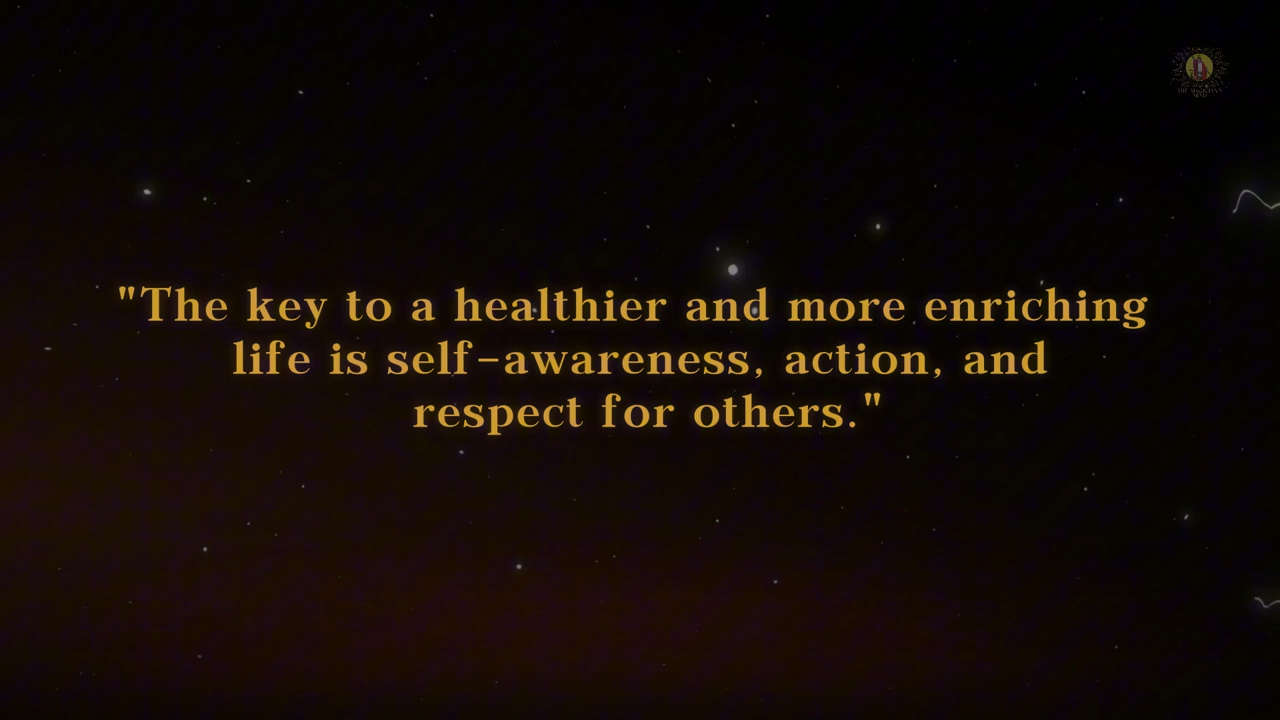 "The key to a healthier and more enriching
life is self-awareness, action, and
respect for others."